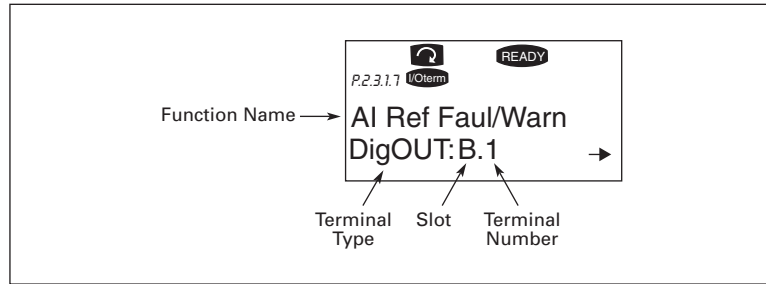 READY
P.2.3.1.7 I/Oterm
Function Name
AI Ref Faul/Warn
DigOUT:B.1
Terminal Type
Slot
Terminal Number